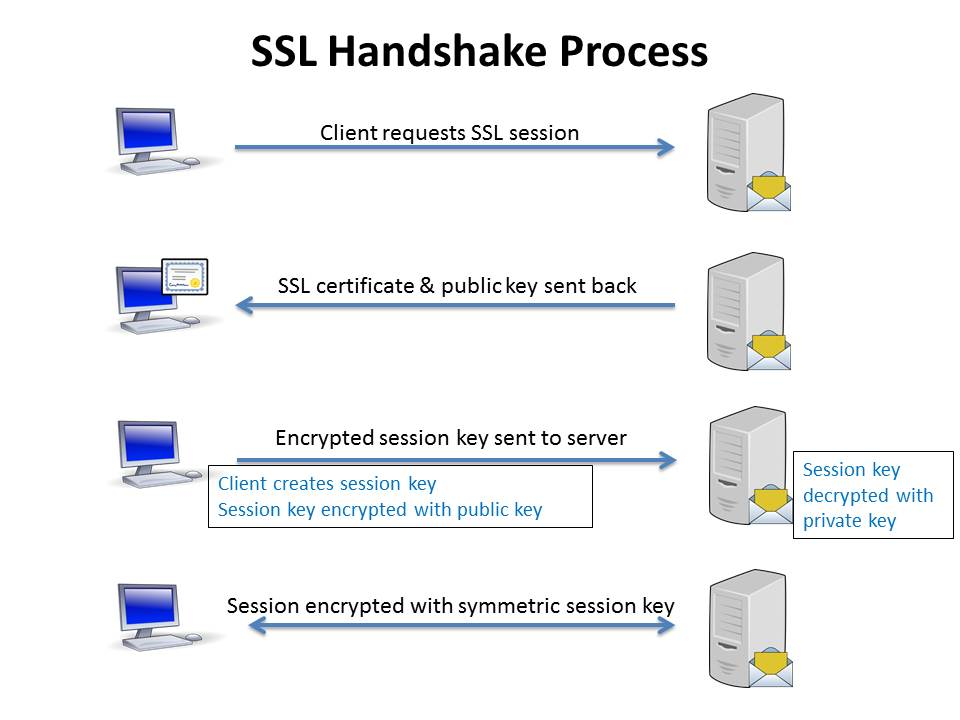 SSL Handshake Process
Client requests SSL session
SSL certificate & public key sent back
Encrypted session key sent to server
Client creates session key
Session key encrypted with public key
Session key
decrypted with
private key
Session encrypted with symmetric session key